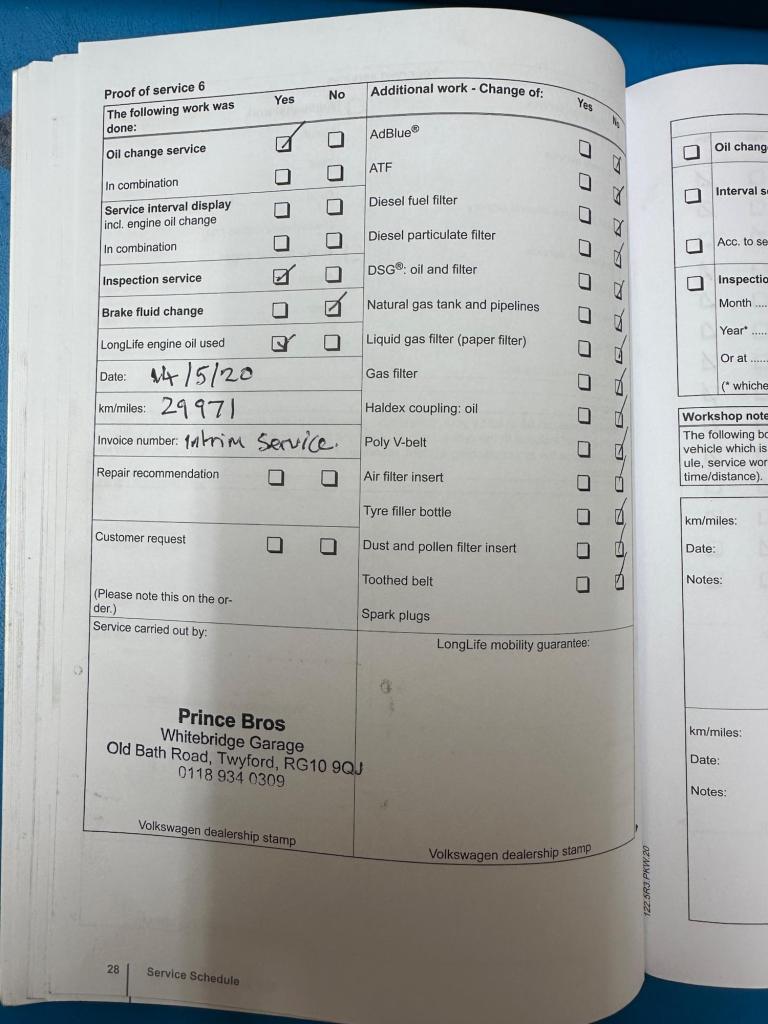 Proof of service 6
The following work was done: Yes No
Oil change service
In combination
Service interval display
incl. engine oil change
In combination
Inspection service
Brake fluid change
LongLife engine oil used
Date: 14/5/20
km/miles: 29971
Invoice number: Intrim Service.
Repair recommendation
Customer request
(Please note this on the or-
der.)
Service carried out by:
Prince Bros
Whitebridge Garage
Old Bath Road, Twyford, RG10 9QJ
0118 934 0309
Volkswagen dealership stamp
Additional work - Change of: Yes No
AdBlue®
ATF
Diesel fuel filter
Diesel particulate filter
DSG®: oil and filter
Natural gas tank and pipelines
Liquid gas filter (paper filter)
Gas filter
Haldex coupling: oil
Poly V-belt
Air filter insert
Tyre filler bottle
Dust and pollen filter insert
Toothed belt
Spark plugs
LongLife mobility guarantee:
Volkswagen dealership stamp
122.5R3.PKW.20
28 Service Schedule
Oil chang
Interval s
Acc. to se
Inspectio
Month ....
Year* .....
Or at ......
(* whiche
Workshop note
The following bo
vehicle which is
ule, service wor
time/distance).
km/miles:
Date:
Notes:
km/miles:
Date:
Notes: